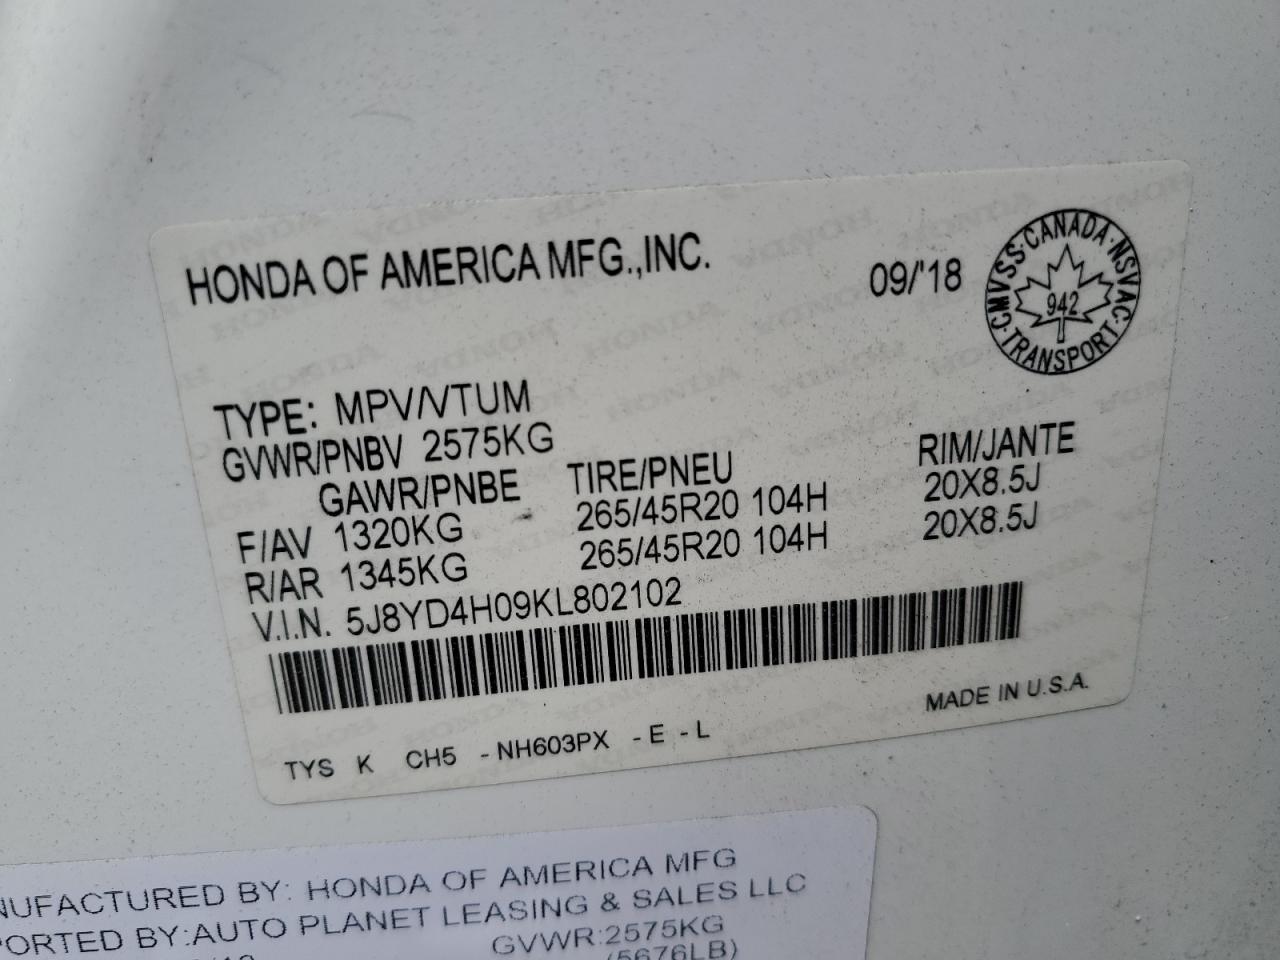 HONDA OF AMERICA MFG.,INC. 09/'18
CMVSS·CANADA·NSVAC·TRANSPORT·
942
TYPE: MPV/VTUM
GVWR/PNBV 2575KG
GAWR/PNBE TIRE/PNEU RIM/JANTE
F/AV 1320KG 265/45R20 104H 20X8.5J
R/AR 1345KG 265/45R20 104H 20X8.5J
V.I.N. 5J8YD4H09KL802102
MADE IN U.S.A.
TYS K CH5 -NH603PX -E -L
NUFACTURED BY: HONDA OF AMERICA MFG
PORTED BY:AUTO PLANET LEASING & SALES LLC
GVWR:2575KG
(5676LB)